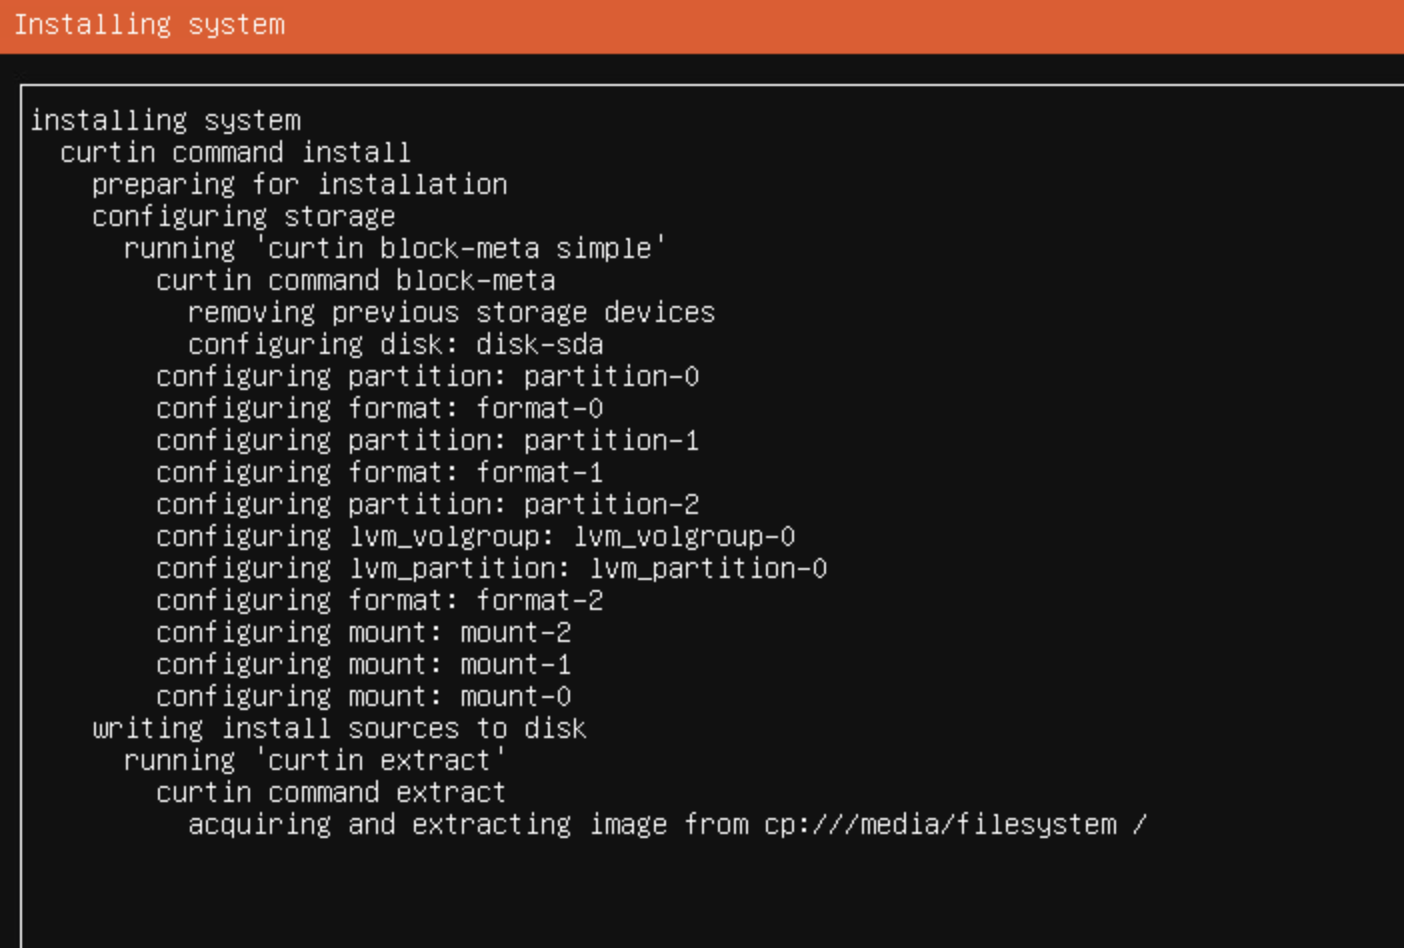 Installing system
installing system
curtin command install
preparing for installation
configuring storage
running 'curtin block-meta simple'
curtin command block-meta
removing previous storage devices
configuring disk: disk-sda
configuring partition: partition-0
configuring format: format-0
configuring partition: partition-1
configuring format: format-1
configuring partition: partition-2
configuring lvm_volgroup: lvm_volgroup-0
configuring lvm_partition: lvm_partition-0
configuring format: format-2
configuring mount: mount-2
configuring mount: mount-1
configuring mount: mount-0
writing install sources to disk
running 'curtin extract'
curtin command extract
acquiring and extracting image from cp:///media/filesystem /